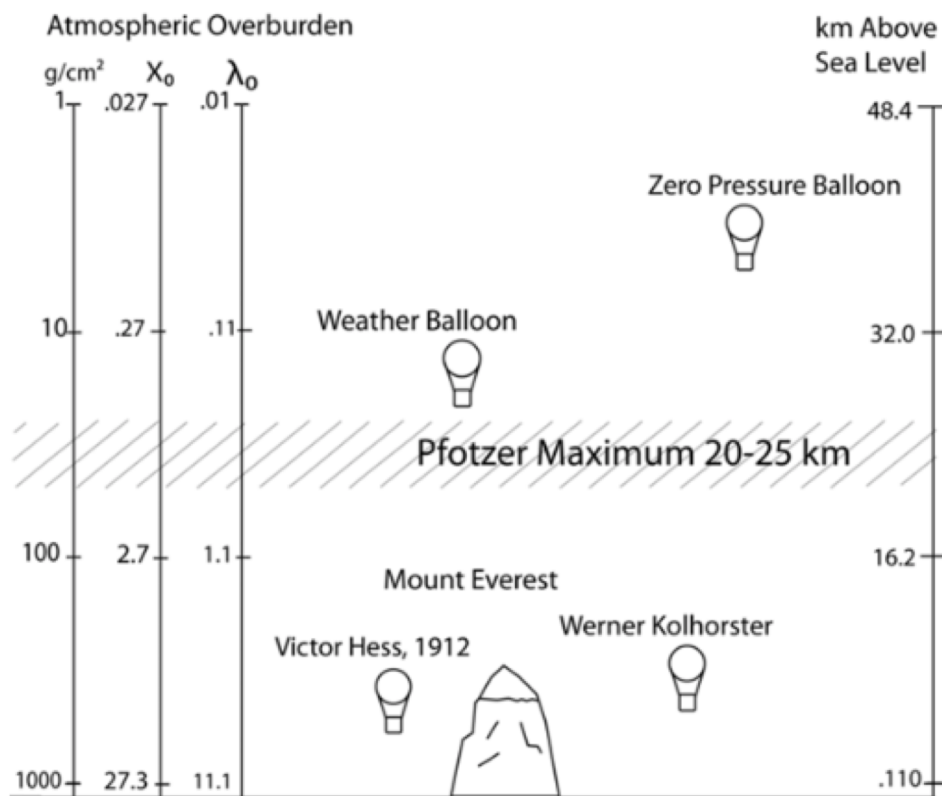 Atmospheric Overburden
km Above
Sea Level
g/cm² X₀ λ₀
1 .027 .01 48.4
Zero Pressure Balloon
Weather Balloon
10 .27 .11 32.0
Pfotzer Maximum 20-25 km
100 2.7 1.1 16.2
Mount Everest
Werner Kolhorster
Victor Hess, 1912
1000 27.3 11.1 .110